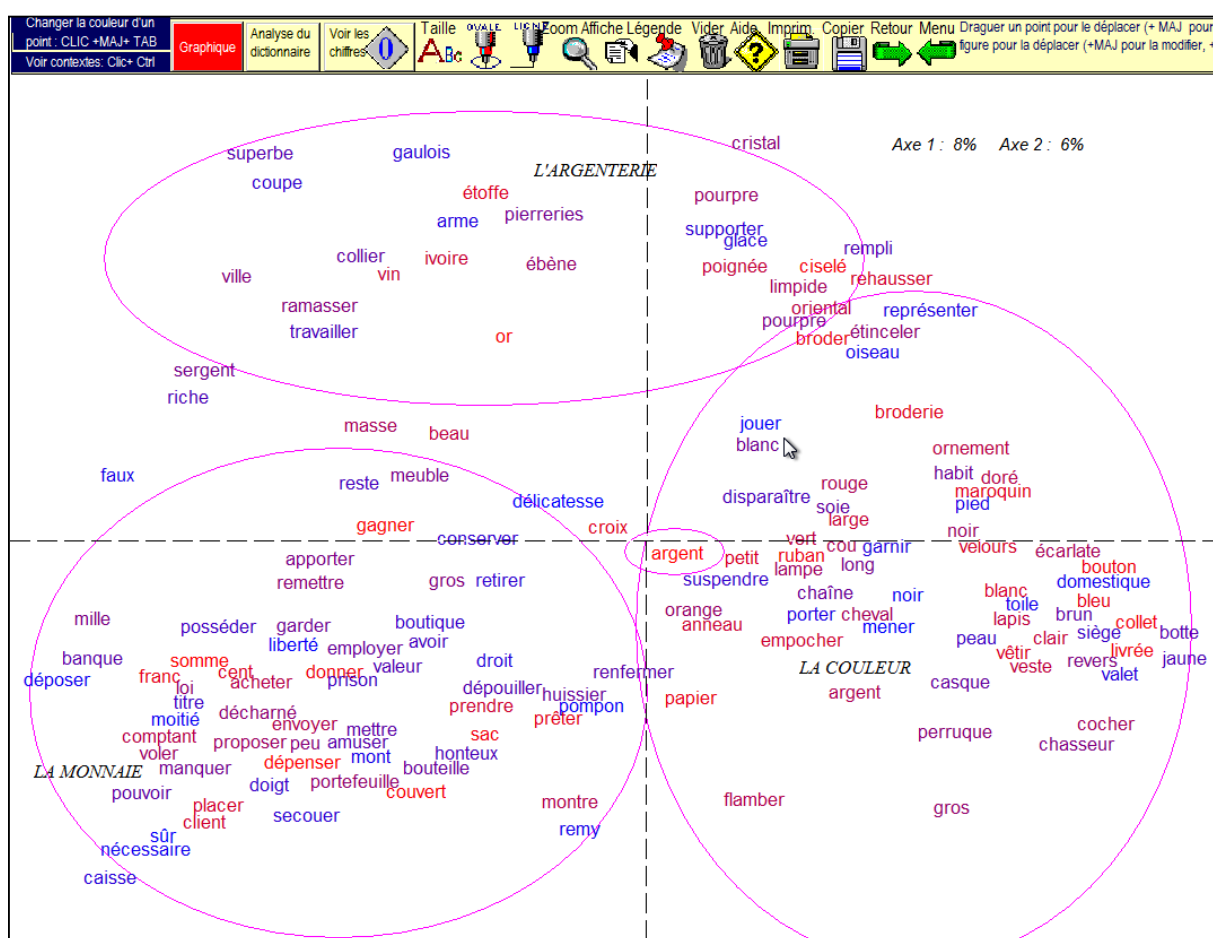 Changer la couleur d'un
point : CLIC +MAJ+ TAB
Voir contextes: Clic+ Ctrl
Graphique
Analyse du
dictionnaire
Voir les
chiffres
0
Taille OVALE LIGNE Zoom Affiche Légende Vider Aide Imprim. Copier Retour Menu
ABC
?
Draguer un point pour le déplacer (+ MAJ pour
figure pour la déplacer (+MAJ pour la modifier, +
cristal
Axe 1 : 8% Axe 2 : 6%
superbe gaulois
L'ARGENTERIE
coupe
étoffe pourpre
arme pierreries
supporter
glace
rempli
collier ivoire ébène
ville vin
poignée ciselé
rehausser
limpide
ramasser
oriental représenter
travailler
pourpre étinceler
or
broder
oiseau
sergent
riche
broderie
masse beau
jouer
blanc
ornement
faux
reste meuble
habit doré
rouge
maroquin
disparaître
pied
délicatesse
soie
large
gagner croix
noir
conserver
vert
cou garnir velours
argent petit ruban
écarlate
apporter
lampe long
bouton
remettre gros retirer
suspendre
domestique
chaîne
noir blanc
orange
toile bleu
mille
anneau
porter cheval
lapis brun
collet
posséder garder boutique
mener
liberté employer avoir
empocher
peau clair siège botte
banque
somme
valeur droit
LA COULEUR
vêtir livrée
jaune
déposer franc cent donner
renfermer
veste revers
valet
loi acheter prison
dépouiller huissier
argent casque
titre
prendre pompon
papier
moitié décharné
prêter
comptant envoyer mettre
sac
perruque cocher
voler proposer peu amuser
chasseur
LA MONNAIE manquer dépenser mont honteux
bouteille
pouvoir doigt portefeuille couvert
placer
montre
flamber gros
client secouer
sûr
remy
nécessaire
caisse